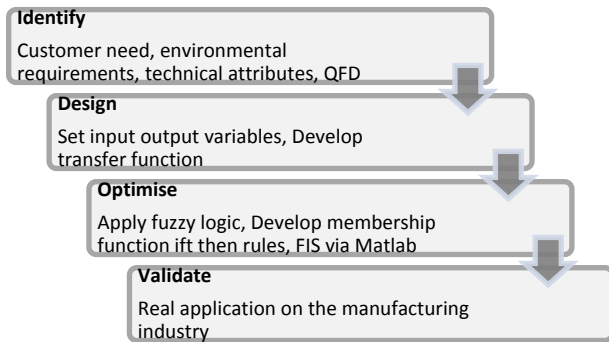 Identify
Customer need, environmental
requirements, technical attributes, QFD
Design
Set input output variables, Develop
transfer function
Optimise
Apply fuzzy logic, Develop membership
function ift then rules, FIS via Matlab
Validate
Real application on the manufacturing
industry